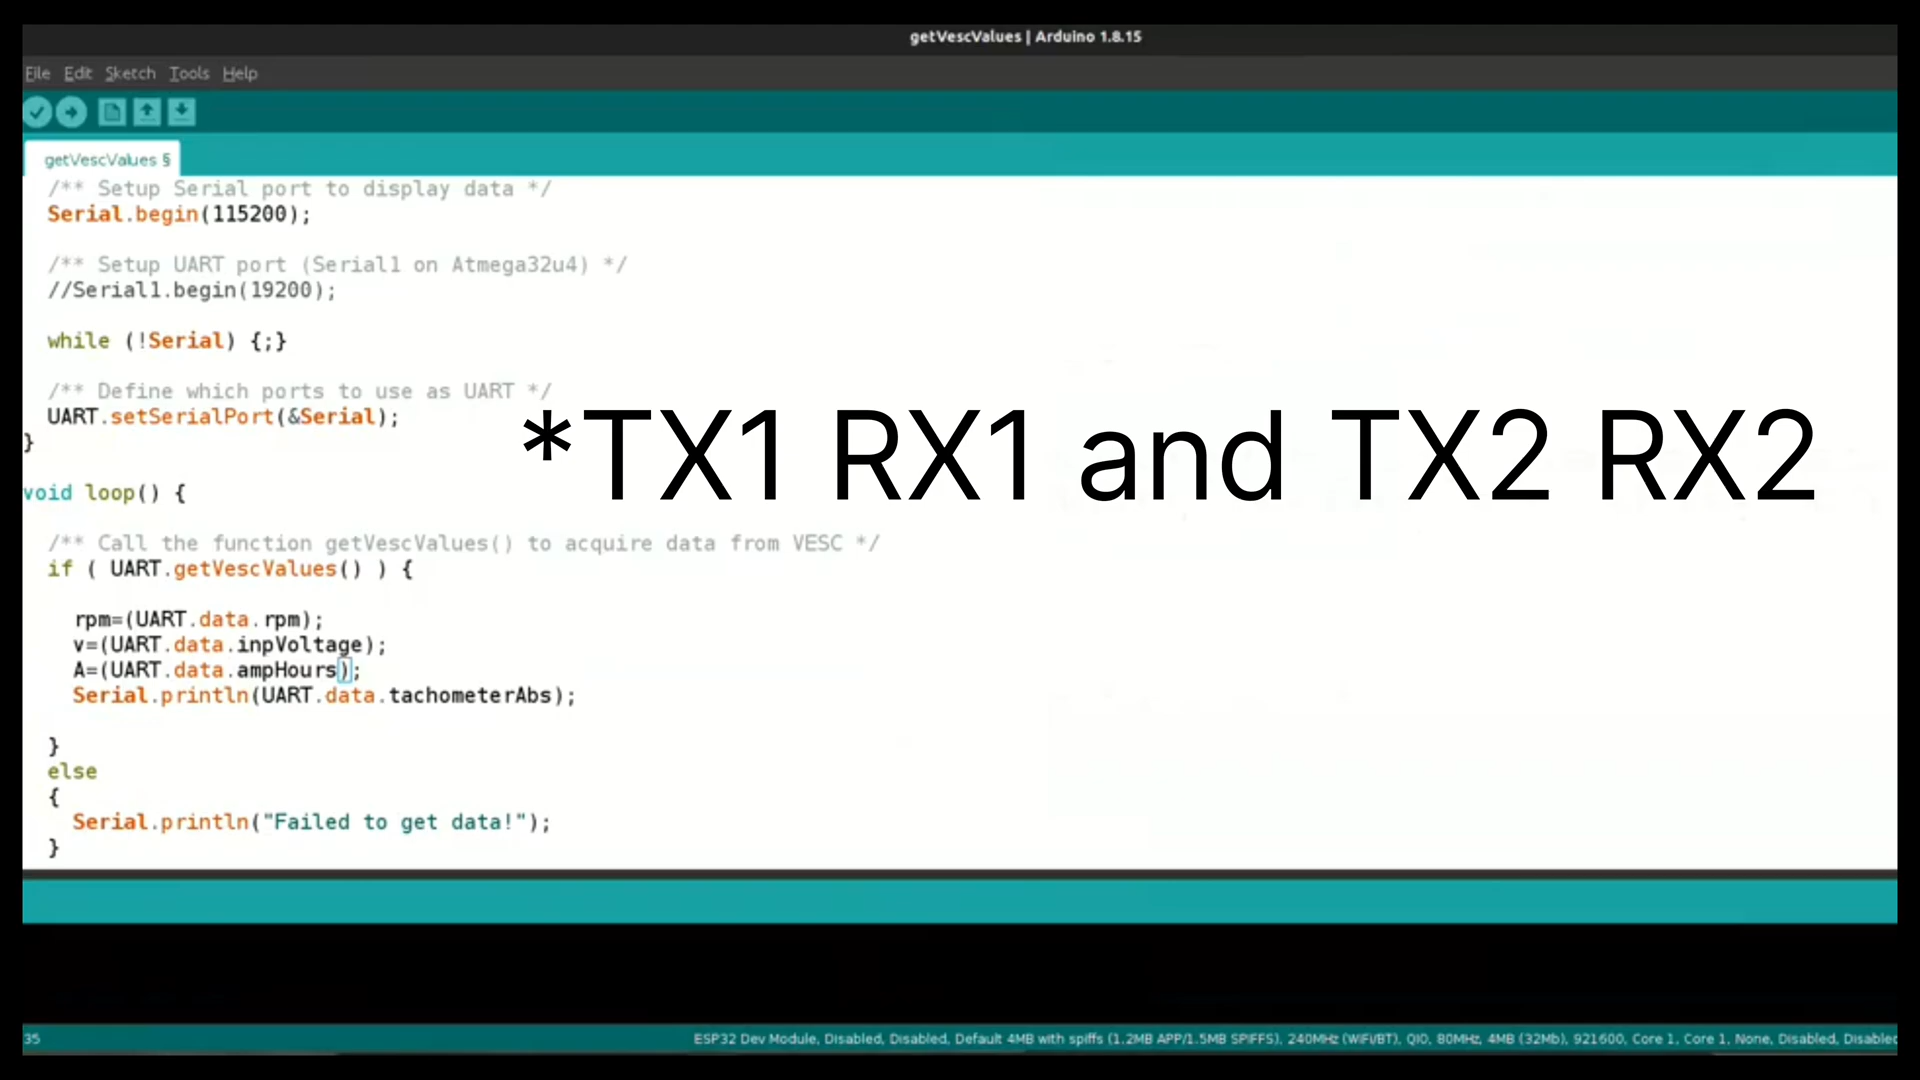 getVescValues | Arduino 1.8.15
File Edit Sketch Tools Help
getVescValues §
/** Setup Serial port to display data */
Serial.begin(115200);
/** Setup UART port (Serial1 on Atmega32u4) */
//Serial1.begin(19200);
while (!Serial) {;}
/** Define which ports to use as UART */
UART.setSerialPort(&Serial);
}
*TX1 RX1 and TX2 RX2
void loop() {
/** Call the function getVescValues() to acquire data from VESC */
if ( UART.getVescValues() ) {
rpm=(UART.data.rpm);
v=(UART.data.inpVoltage);
A=(UART.data.ampHours);
Serial.println(UART.data.tachometerAbs);
}
else
{
Serial.println("Failed to get data!");
}
35
ESP32 Dev Module, Disabled, Disabled, Default 4MB with spiffs (1.2MB APP/1.5MB SPIFFS), 240MHz (WiFi/BT), QIO, 80MHz, 4MB (32Mb), 921600, Core 1, Core 1, None, Disabled, Disabled